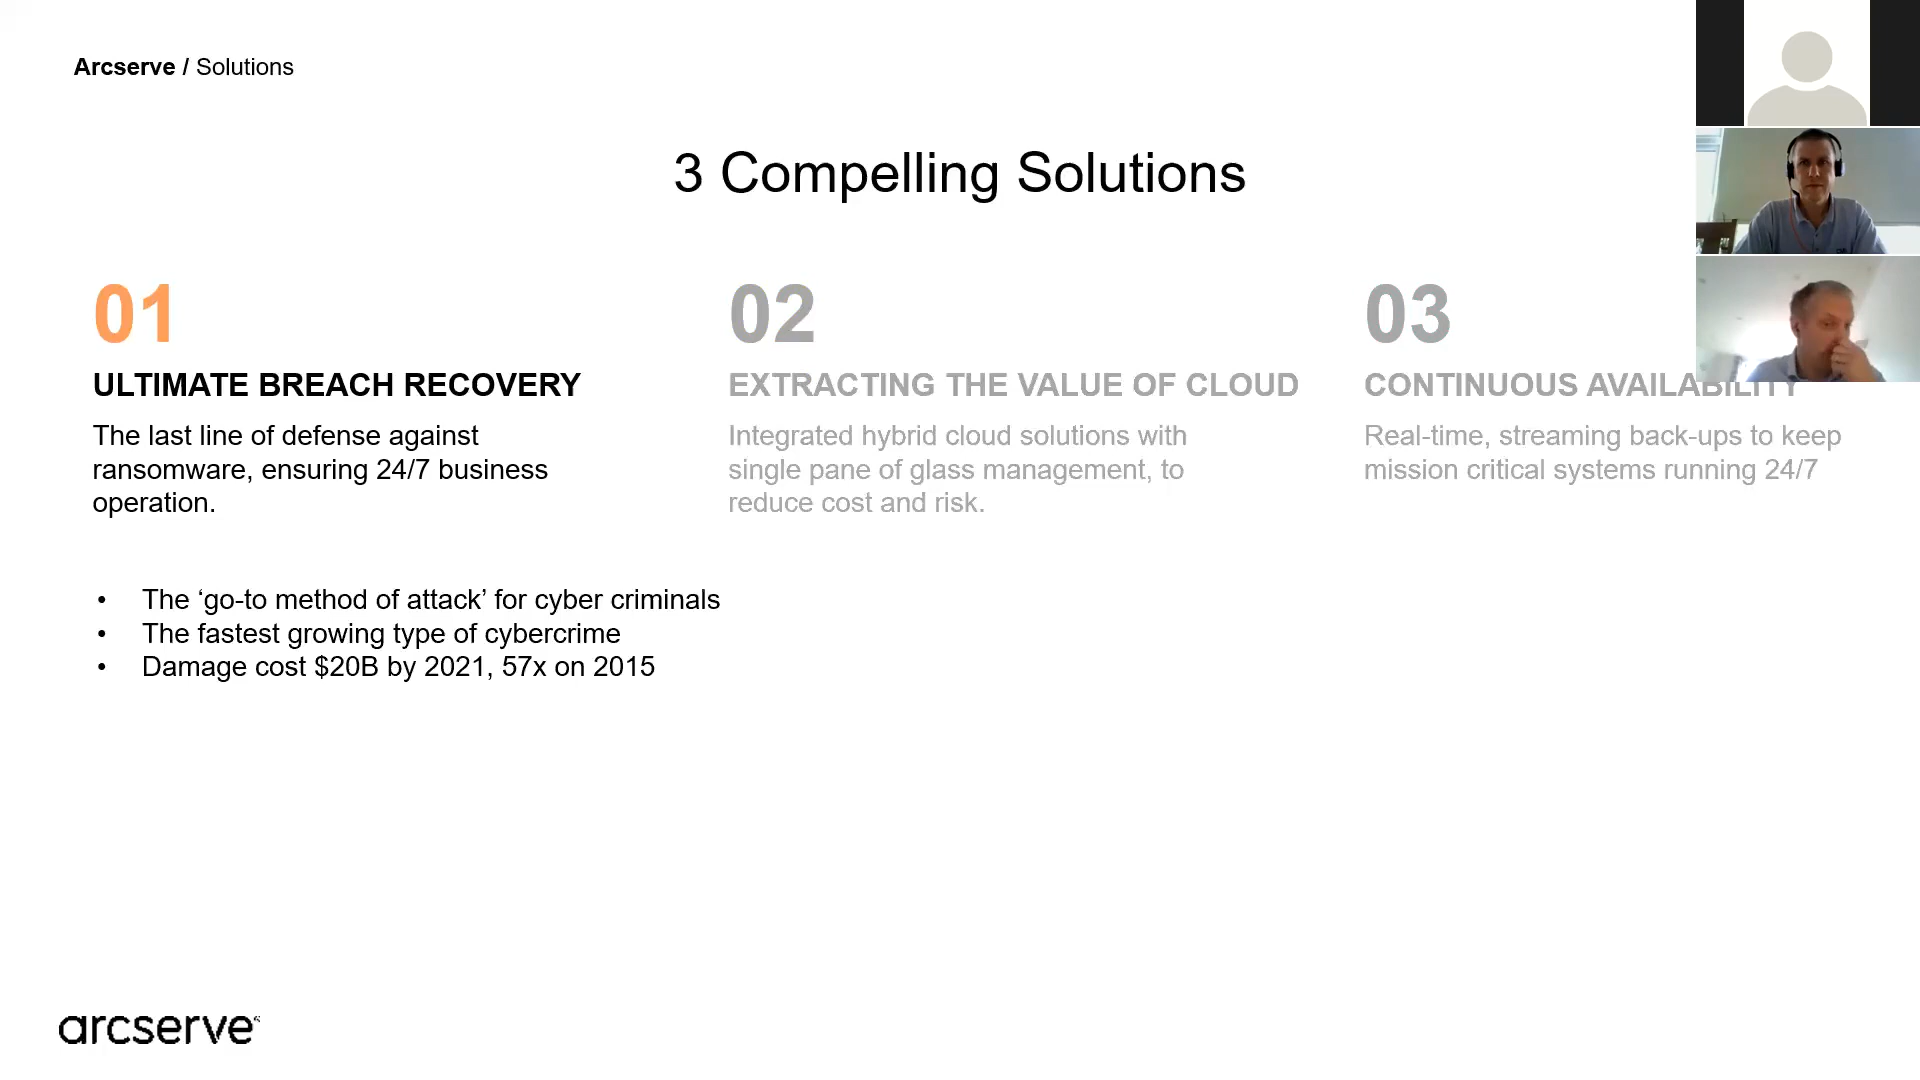 Arcserve / Solutions
3 Compelling Solutions
01
ULTIMATE BREACH RECOVERY
The last line of defense against
ransomware, ensuring 24/7 business
operation.
02
EXTRACTING THE VALUE OF CLOUD
Integrated hybrid cloud solutions with
single pane of glass management, to
reduce cost and risk.
03
CONTINUOUS AVAILABILITY
Real-time, streaming back-ups to keep
mission critical systems running 24/7
• The ‘go-to method of attack’ for cyber criminals
• The fastest growing type of cybercrime
• Damage cost $20B by 2021, 57x on 2015
arcserve